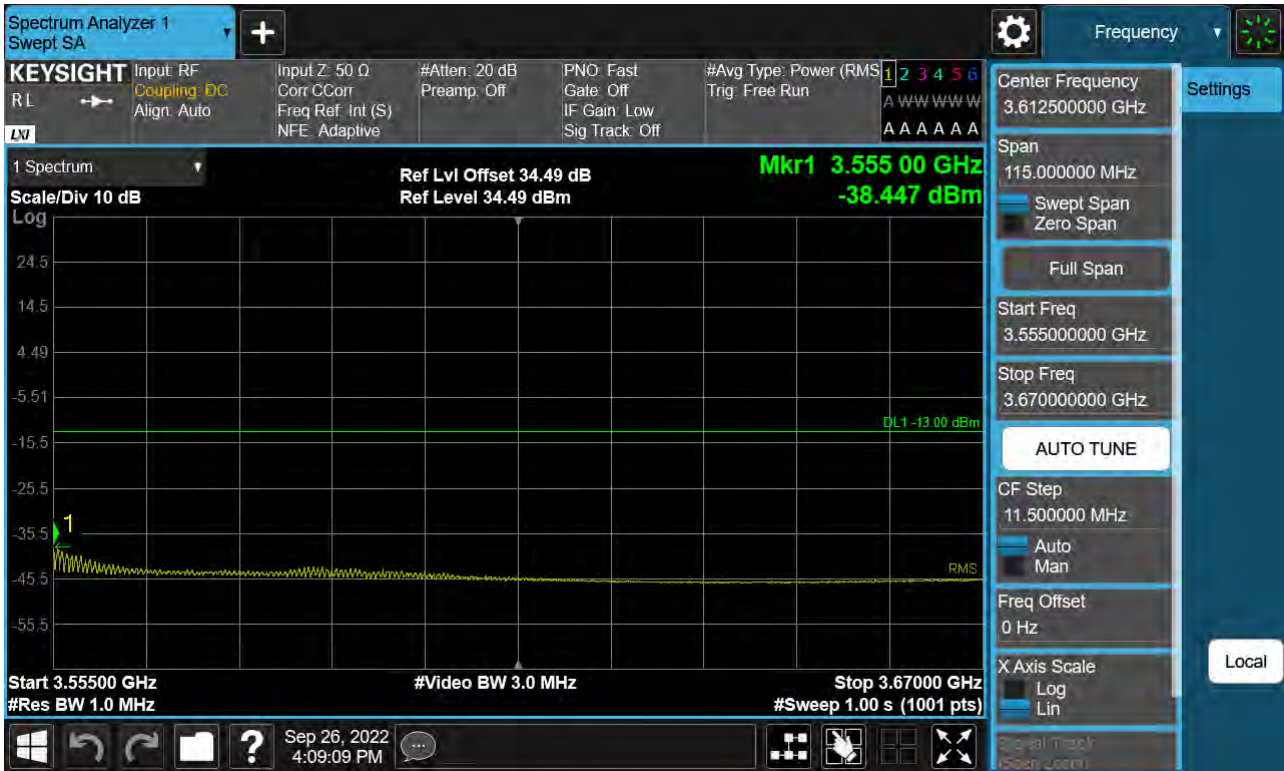 Spectrum Analyzer 1
Swept SA
+
Frequency
KEYSIGHT
RL
LXI
Input: RF
Coupling: DC
Align: Auto
Input Z: 50 Ω
Corr CCorr
Freq Ref: Int (S)
NFE: Adaptive
#Atten: 20 dB
Preamp: Off
PNO: Fast
Gate: Off
IF Gain: Low
Sig Track: Off
#Avg Type: Power (RMS
Trig: Free Run
1 2 3 4 5 6
A W W W W W
A A A A A A
1 Spectrum
Scale/Div 10 dB
Log
Ref Lvl Offset 34.49 dB
Ref Level 34.49 dBm
Mkr1 3.555 00 GHz
-38.447 dBm
24.5
14.5
4.49
-5.51
DL1 -13.00 dBm
-15.5
-25.5
1
-35.5
RMS
-45.5
-55.5
Start 3.55500 GHz
#Video BW 3.0 MHz
Stop 3.67000 GHz
#Res BW 1.0 MHz
#Sweep 1.00 s (1001 pts)
Center Frequency
3.612500000 GHz
Settings
Span
115.000000 MHz
Swept Span
Zero Span
Full Span
Start Freq
3.555000000 GHz
Stop Freq
3.670000000 GHz
AUTO TUNE
CF Step
11.500000 MHz
Auto
Man
Freq Offset
0 Hz
X Axis Scale
Log
Lin
Signal Track
(Span Zoom)
Local
?
Sep 26, 2022
4:09:09 PM